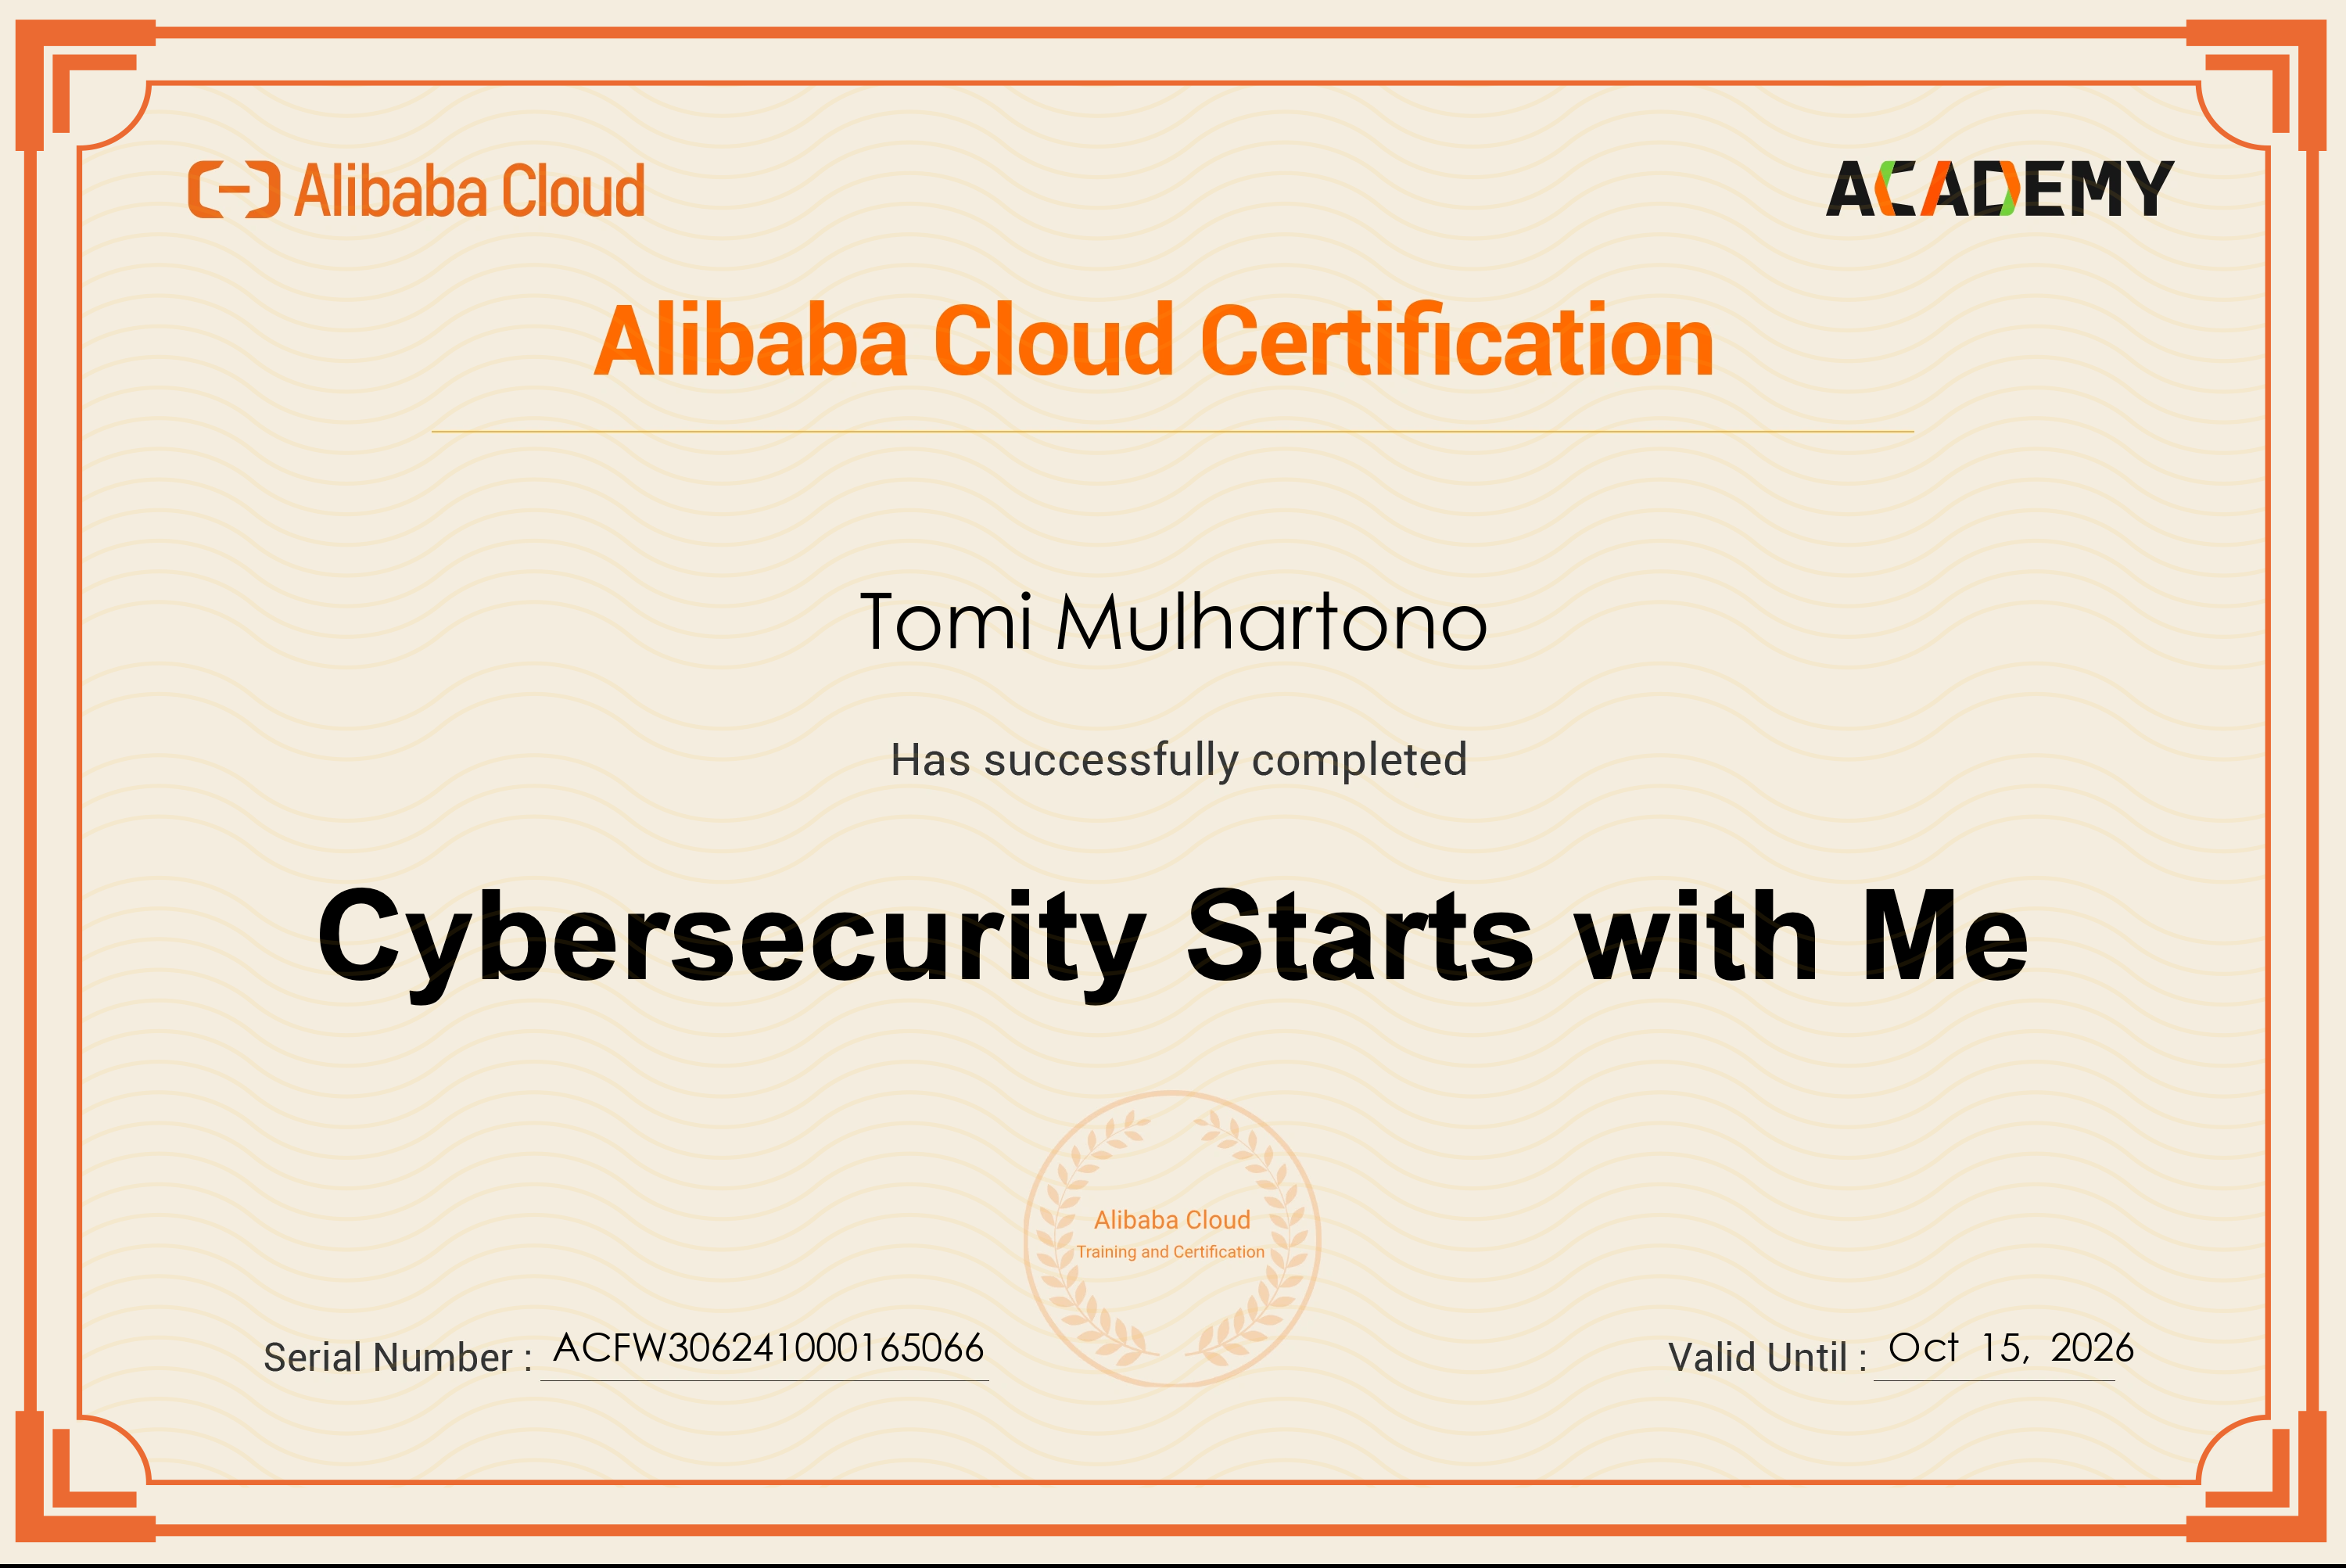 Alibaba Cloud
ACADEMY
Alibaba Cloud Certification
Tomi Mulhartono
Has successfully completed
Cybersecurity Starts with Me
Alibaba Cloud
Training and Certification
Serial Number : ACFW306241000165066
Valid Until : Oct 15, 2026